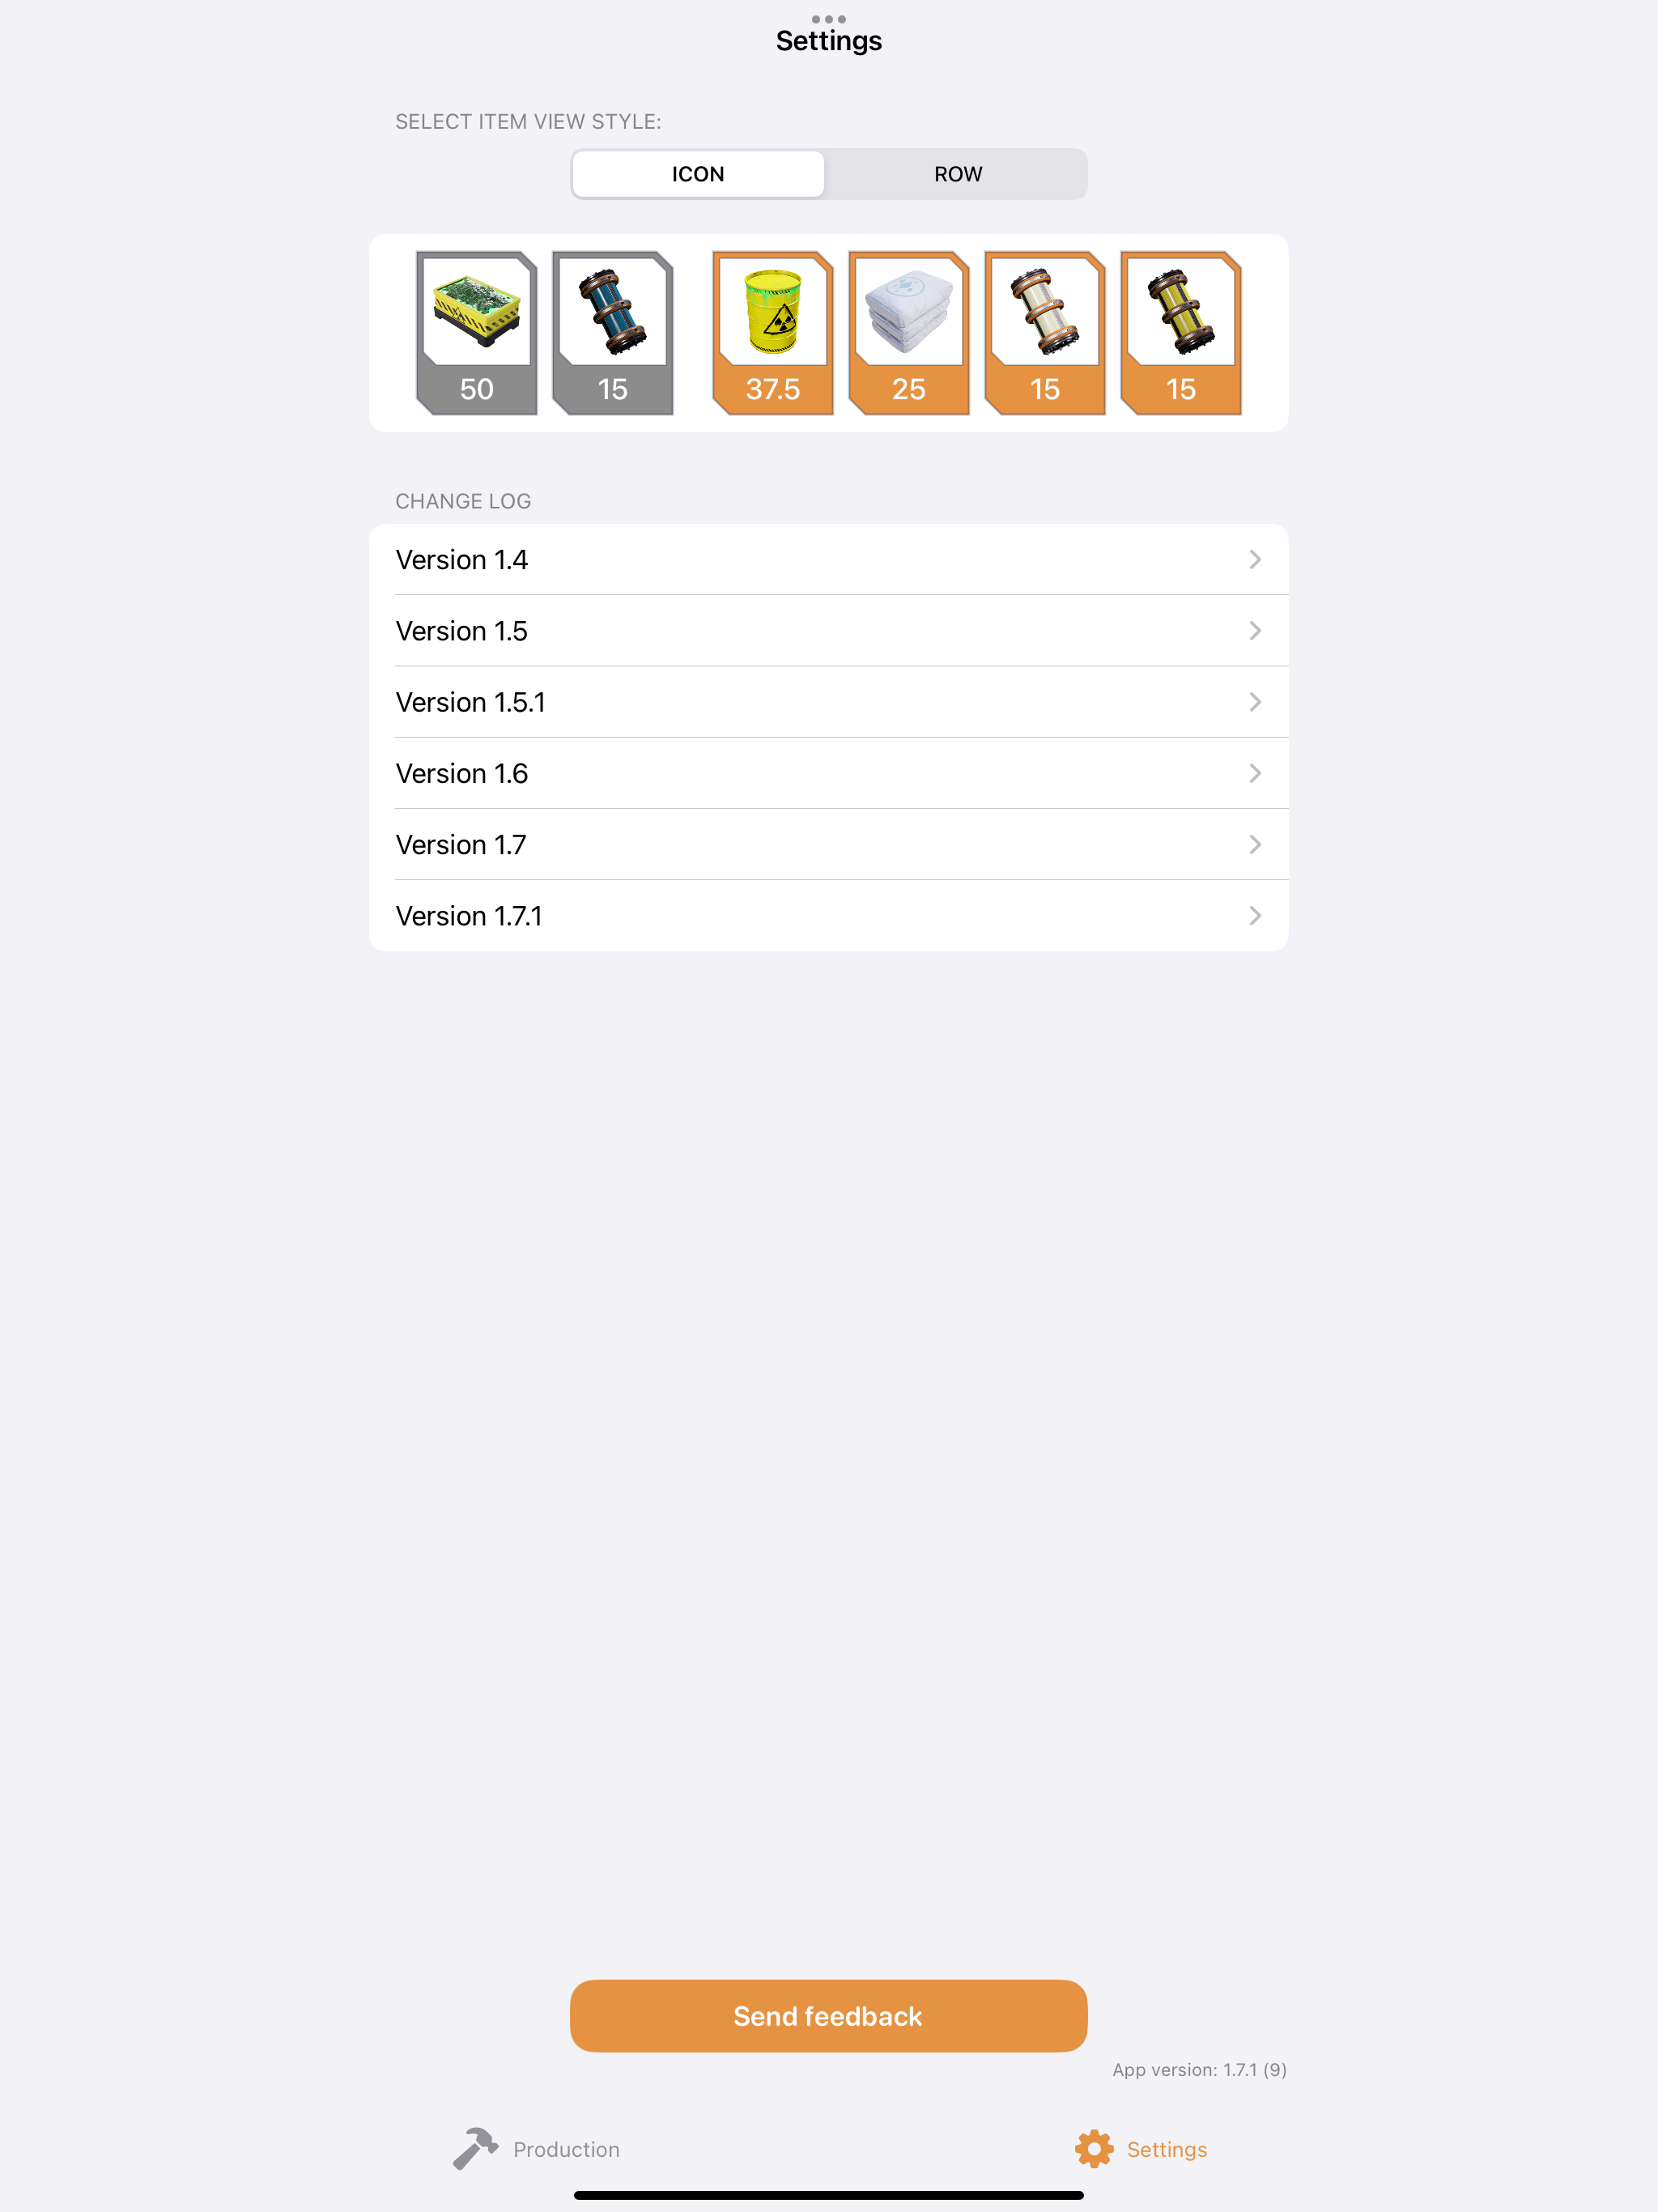 Settings
SELECT ITEM VIEW STYLE:
ICON ROW
50 15 37.5 25 15 15
CHANGE LOG
Version 1.4
Version 1.5
Version 1.5.1
Version 1.6
Version 1.7
Version 1.7.1
Send feedback
App version: 1.7.1 (9)
Production Settings